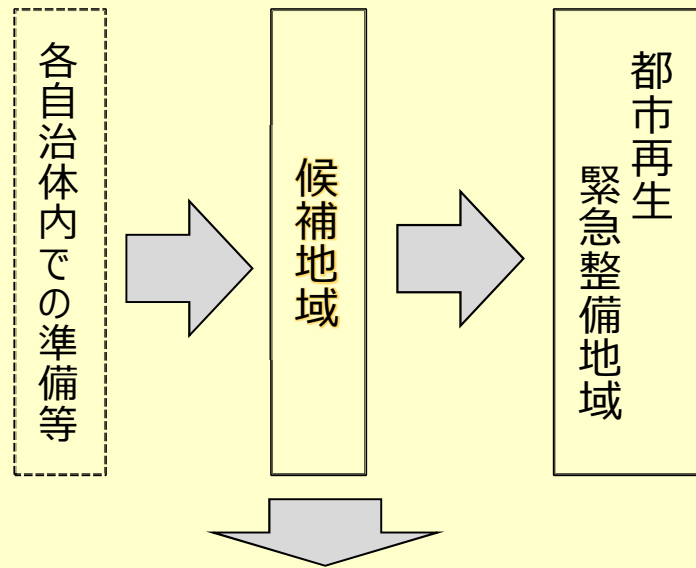 各自治体内での準備等
候補地域
都市再生
緊急整備地域